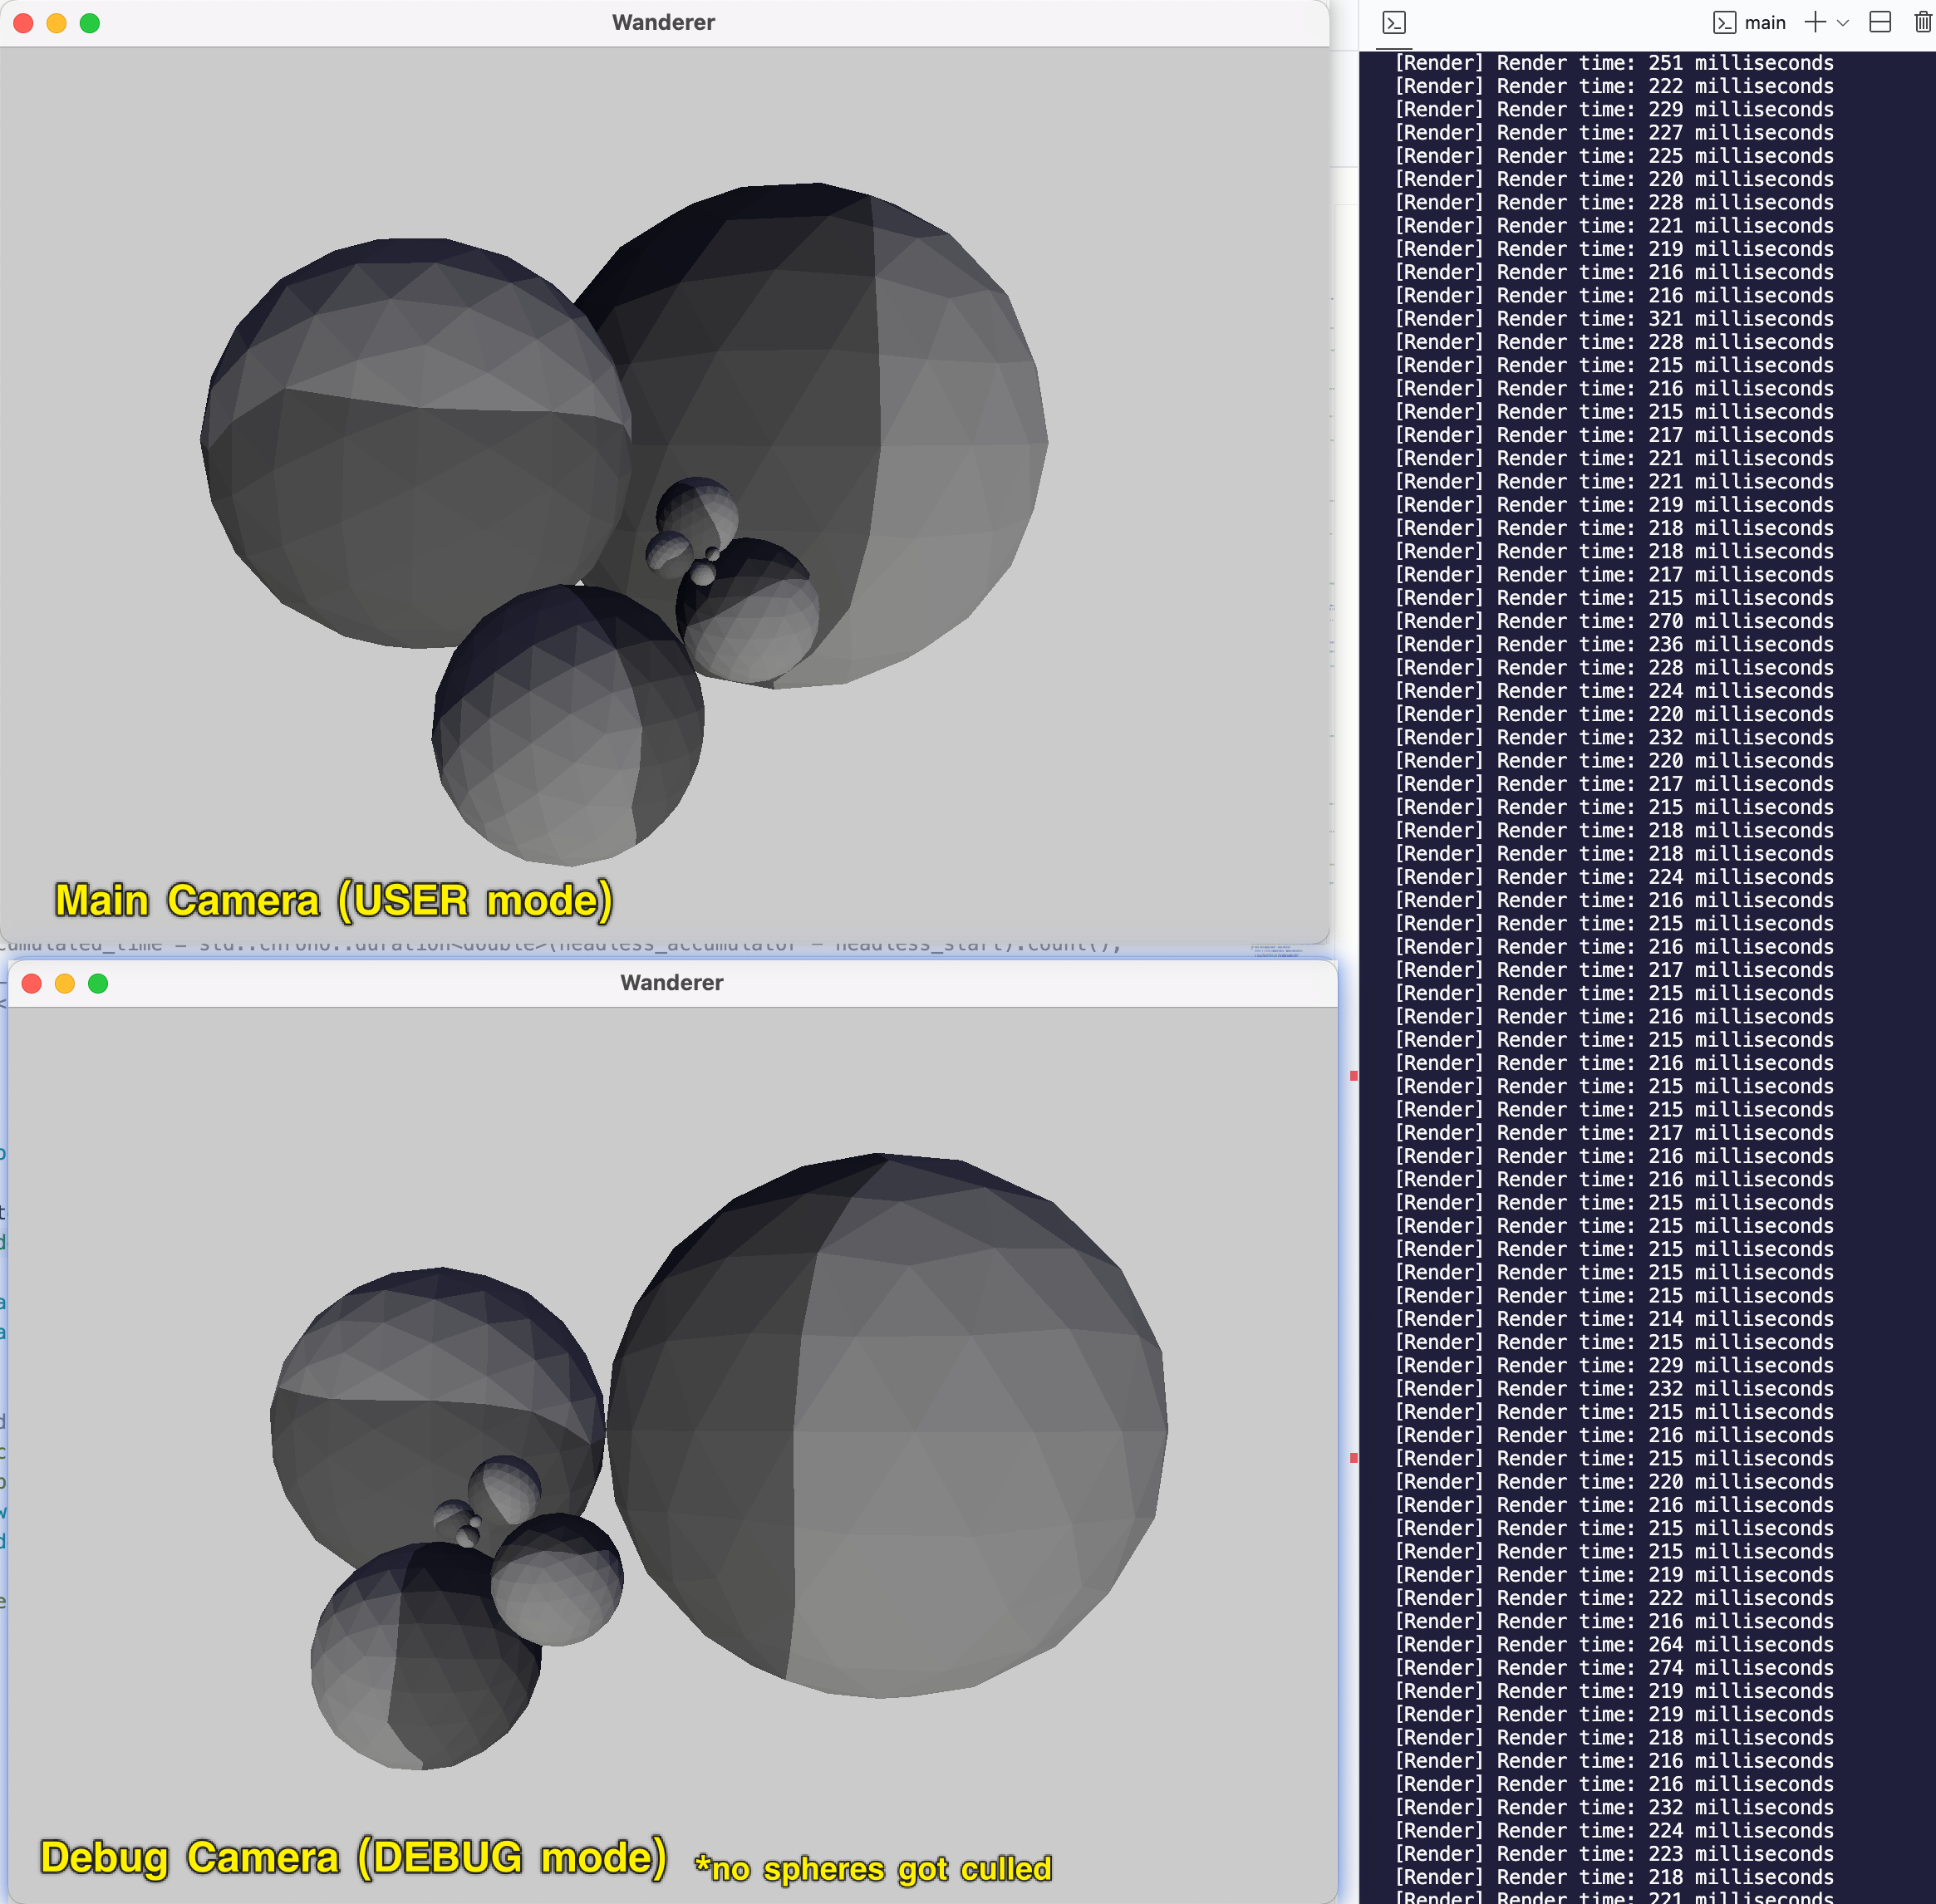 Wanderer
Main Camera (USER mode)
cumulated_time = std::chrono::duration<double>(headless_accumulator - headless_start).count();
Wanderer
Debug Camera (DEBUG mode) *no spheres got culled
main
[Render] Render time: 251 milliseconds
[Render] Render time: 222 milliseconds
[Render] Render time: 229 milliseconds
[Render] Render time: 227 milliseconds
[Render] Render time: 225 milliseconds
[Render] Render time: 220 milliseconds
[Render] Render time: 228 milliseconds
[Render] Render time: 221 milliseconds
[Render] Render time: 219 milliseconds
[Render] Render time: 216 milliseconds
[Render] Render time: 216 milliseconds
[Render] Render time: 321 milliseconds
[Render] Render time: 228 milliseconds
[Render] Render time: 215 milliseconds
[Render] Render time: 216 milliseconds
[Render] Render time: 215 milliseconds
[Render] Render time: 217 milliseconds
[Render] Render time: 221 milliseconds
[Render] Render time: 221 milliseconds
[Render] Render time: 219 milliseconds
[Render] Render time: 218 milliseconds
[Render] Render time: 218 milliseconds
[Render] Render time: 217 milliseconds
[Render] Render time: 215 milliseconds
[Render] Render time: 270 milliseconds
[Render] Render time: 236 milliseconds
[Render] Render time: 228 milliseconds
[Render] Render time: 224 milliseconds
[Render] Render time: 220 milliseconds
[Render] Render time: 232 milliseconds
[Render] Render time: 220 milliseconds
[Render] Render time: 217 milliseconds
[Render] Render time: 215 milliseconds
[Render] Render time: 218 milliseconds
[Render] Render time: 218 milliseconds
[Render] Render time: 224 milliseconds
[Render] Render time: 216 milliseconds
[Render] Render time: 215 milliseconds
[Render] Render time: 216 milliseconds
[Render] Render time: 217 milliseconds
[Render] Render time: 215 milliseconds
[Render] Render time: 216 milliseconds
[Render] Render time: 215 milliseconds
[Render] Render time: 216 milliseconds
[Render] Render time: 215 milliseconds
[Render] Render time: 215 milliseconds
[Render] Render time: 217 milliseconds
[Render] Render time: 216 milliseconds
[Render] Render time: 216 milliseconds
[Render] Render time: 215 milliseconds
[Render] Render time: 215 milliseconds
[Render] Render time: 215 milliseconds
[Render] Render time: 215 milliseconds
[Render] Render time: 215 milliseconds
[Render] Render time: 214 milliseconds
[Render] Render time: 215 milliseconds
[Render] Render time: 229 milliseconds
[Render] Render time: 232 milliseconds
[Render] Render time: 215 milliseconds
[Render] Render time: 216 milliseconds
[Render] Render time: 215 milliseconds
[Render] Render time: 220 milliseconds
[Render] Render time: 216 milliseconds
[Render] Render time: 215 milliseconds
[Render] Render time: 215 milliseconds
[Render] Render time: 219 milliseconds
[Render] Render time: 222 milliseconds
[Render] Render time: 216 milliseconds
[Render] Render time: 264 milliseconds
[Render] Render time: 274 milliseconds
[Render] Render time: 219 milliseconds
[Render] Render time: 219 milliseconds
[Render] Render time: 218 milliseconds
[Render] Render time: 216 milliseconds
[Render] Render time: 216 milliseconds
[Render] Render time: 232 milliseconds
[Render] Render time: 224 milliseconds
[Render] Render time: 223 milliseconds
[Render] Render time: 218 milliseconds
[Render] Render time: 221 milliseconds